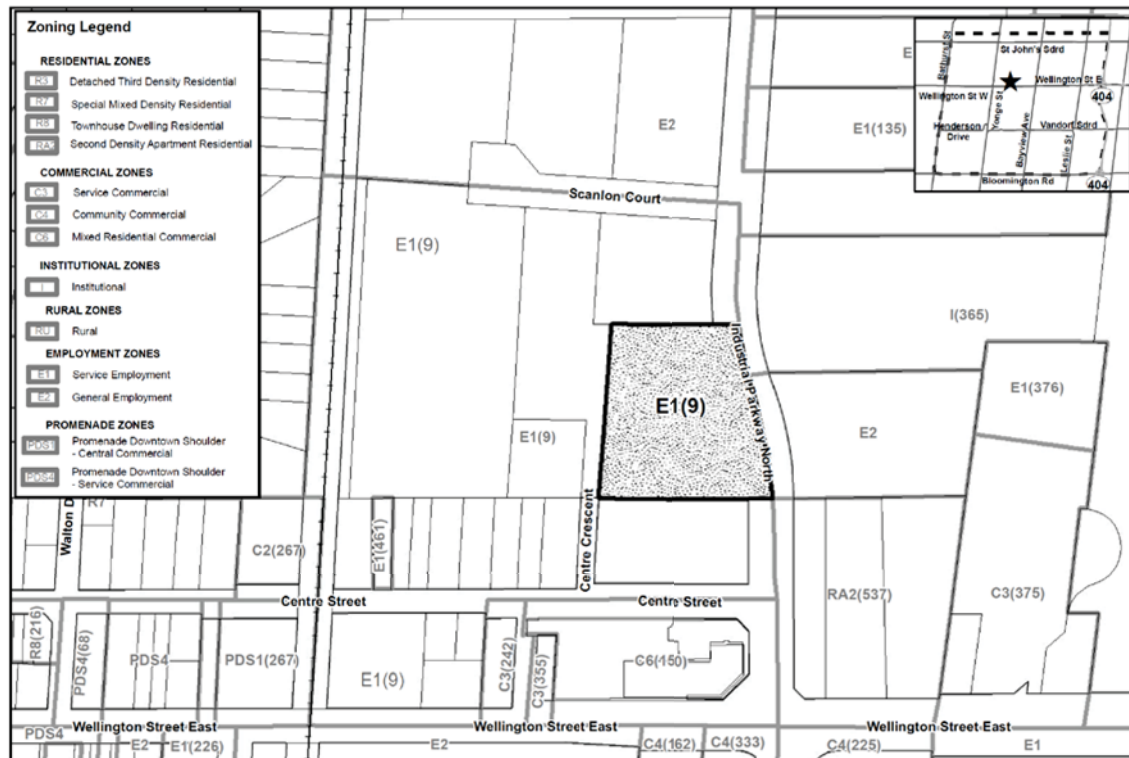 Zoning Legend
RESIDENTIAL ZONES
R3 Detached Third Density Residential
R7 Special Mixed Density Residential
R8 Townhouse Dwelling Residential
RA2 Second Density Apartment Residential
COMMERCIAL ZONES
C3 Service Commercial
C4 Community Commercial
C6 Mixed Residential Commercial
INSTITUTIONAL ZONES
I Institutional
RURAL ZONES
RU Rural
EMPLOYMENT ZONES
E1 Service Employment
E2 General Employment
PROMENADE ZONES
PDS1 Promenade Downtown Shoulder
- Central Commercial
PDS4 Promenade Downtown Shoulder
- Service Commercial
E
Bathurst St
St John's Sdrd
Wellington St E
Wellington St W
404
Yonge St
Henderson
Drive
Vandorf Sdrd
Bayview Ave
Leslie St
Bloomington Rd
404
E2
E1(135)
Scanlon Court
E1(9)
I(365)
Industrial Parkway North
E1(9)
E1(376)
E1(9)
E2
Centre Crescent
R7
Walton D
C2(267)
E1(461)
Centre Street
Centre Street
RA2(537)
C3(375)
R8(216)
PDS4(68)
PDS4
PDS1(267)
E1(9)
C3(242)
C3(355)
C6(150)
Wellington Street East
Wellington Street East
Wellington Street East
PDS4
E2
E1(226)
E2
C4(162)
C4(333)
C4(225)
E1